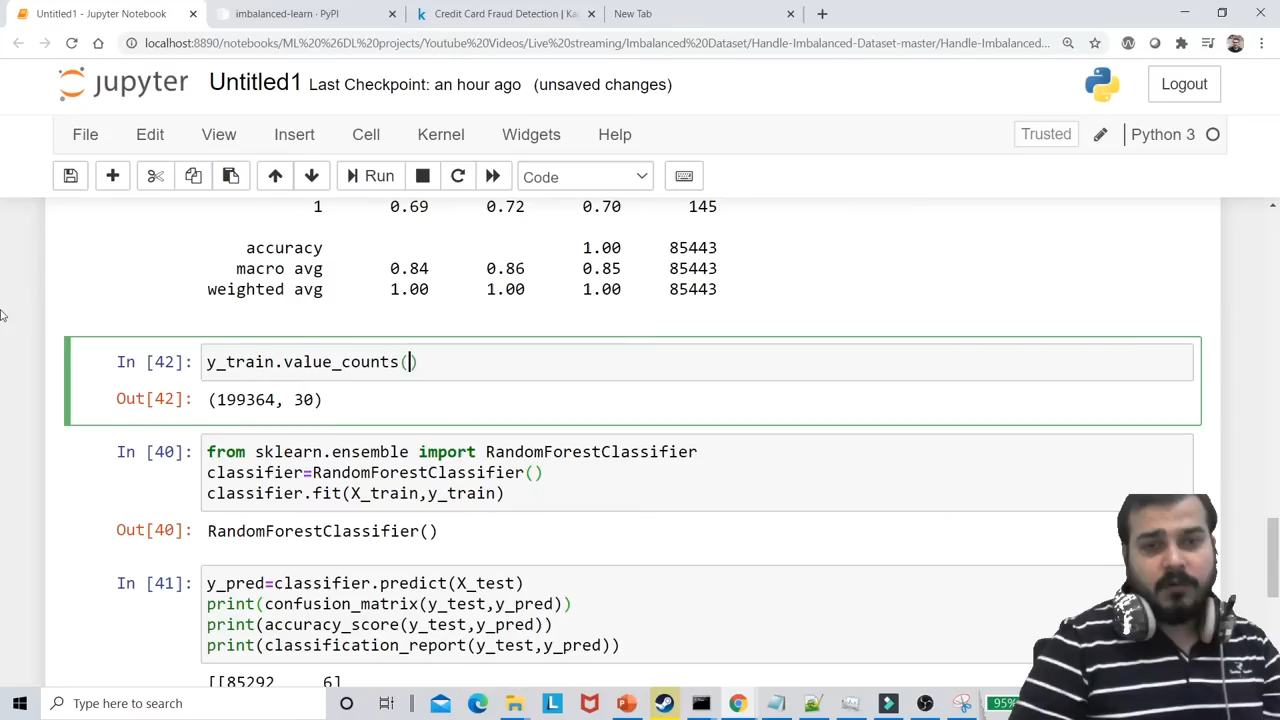 Untitled1 - Jupyter Notebook
imbalanced-learn · PyPI
Credit Card Fraud Detection | Ka
New Tab
localhost:8890/notebooks/ML%20%26%20DL%20projects/Youtube%20Videos/Live%20streaming/Imbalanced%20Dataset/Handle-Imbalanced-Dataset-master/Handle-Imbalanced...
jupyter Untitled1 Last Checkpoint: an hour ago (unsaved changes)
Logout
File Edit View Insert Cell Kernel Widgets Help
Trusted
Python 3
Run
Code
1 0.69 0.72 0.70 145
accuracy 1.00 85443
macro avg 0.84 0.86 0.85 85443
weighted avg 1.00 1.00 1.00 85443
In [42]: y_train.value_counts()
Out[42]: (199364, 30)
In [40]: from sklearn.ensemble import RandomForestClassifier
classifier=RandomForestClassifier()
classifier.fit(X_train,y_train)
Out[40]: RandomForestClassifier()
In [41]: y_pred=classifier.predict(X_test)
print(confusion_matrix(y_test,y_pred))
print(accuracy_score(y_test,y_pred))
print(classification_report(y_test,y_pred))
[[85292 6]
Type here to search
95%